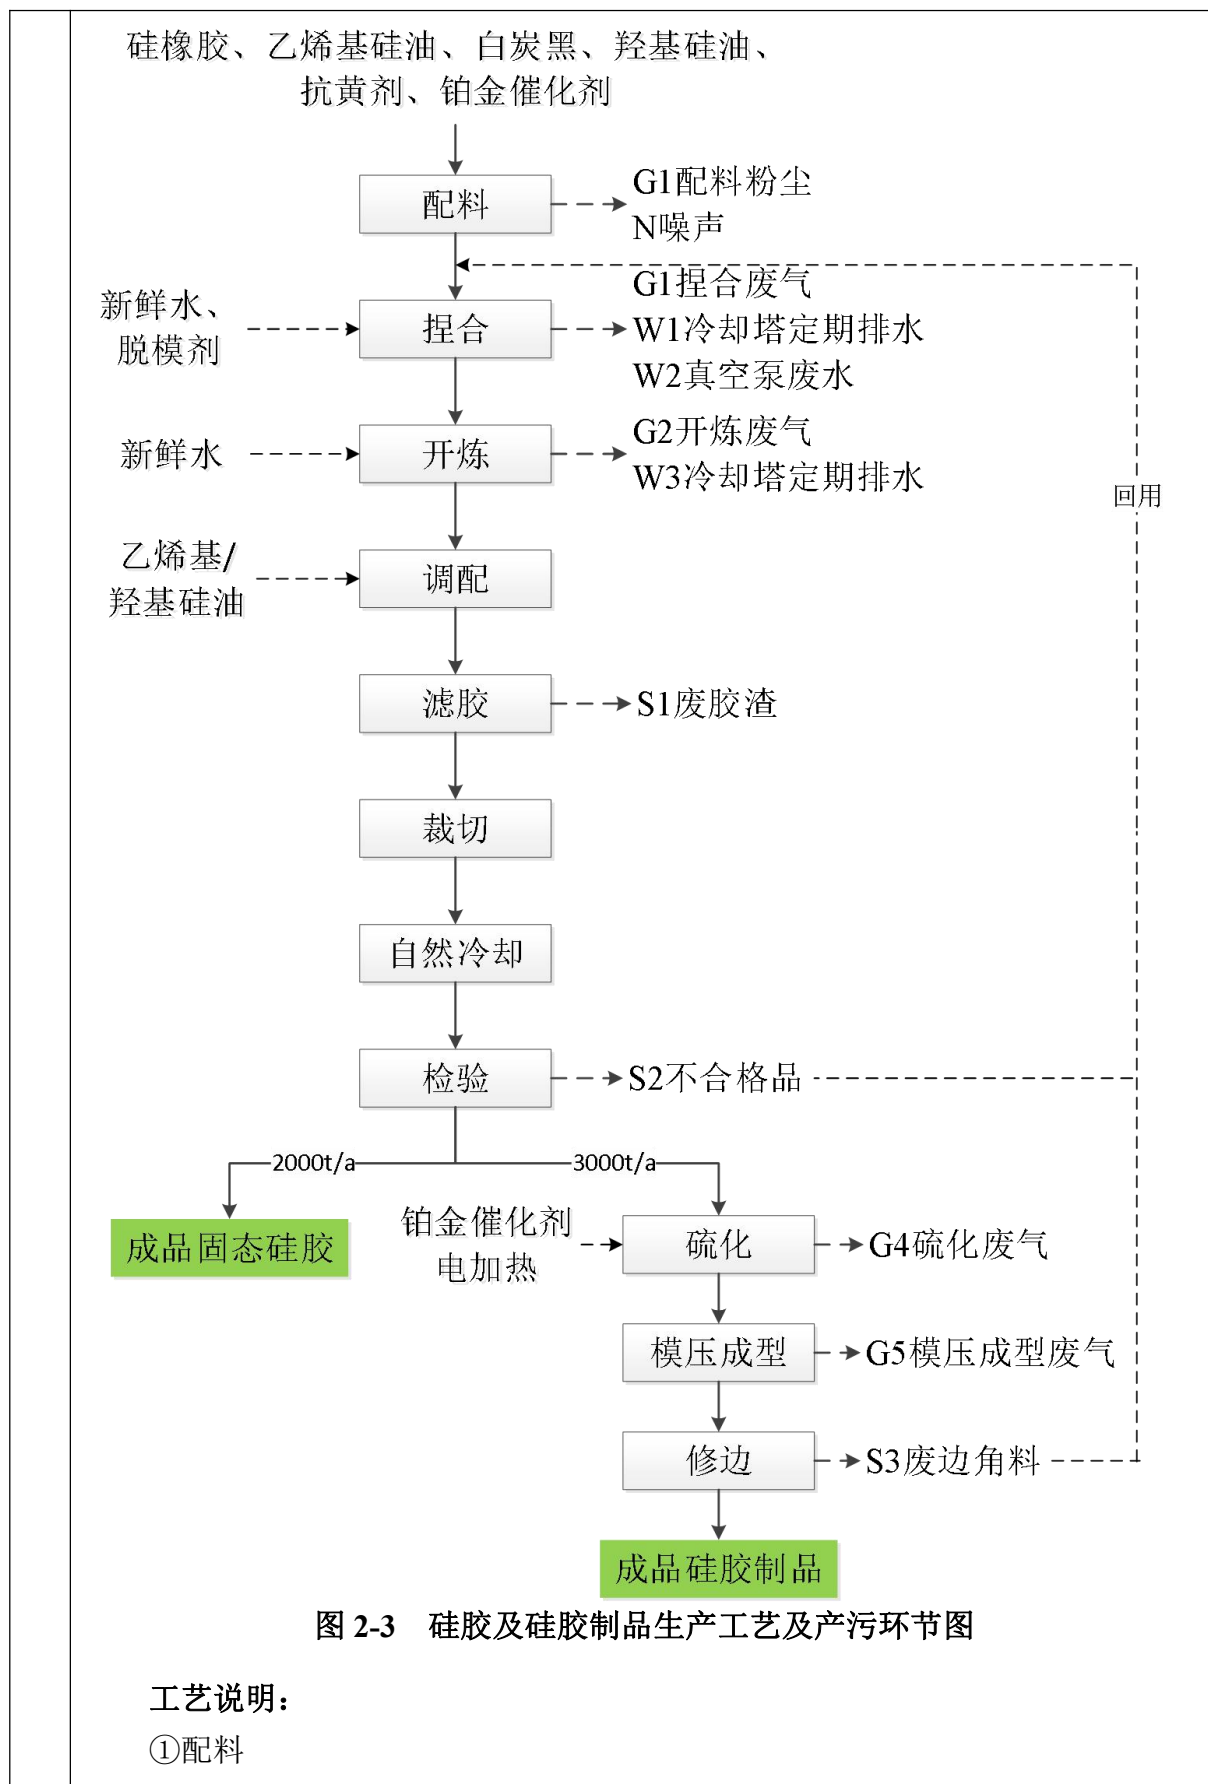 硅橡胶、乙烯基硅油、白炭黑、羟基硅油、
抗黄剂、铂金催化剂
配料
G1配料粉尘
N噪声
新鲜水、
脱模剂
捏合
G1捏合废气
W1冷却塔定期排水
W2真空泵废水
新鲜水
开炼
G2开炼废气
W3冷却塔定期排水
回用
乙烯基/
羟基硅油
调配
滤胶
S1废胶渣
裁切
自然冷却
检验
S2不合格品
2000t/a
3000t/a
成品固态硅胶
铂金催化剂
电加热
硫化
G4硫化废气
模压成型
G5模压成型废气
修边
S3废边角料
成品硅胶制品
图 2-3 硅胶及硅胶制品生产工艺及产污环节图
工艺说明：
①配料